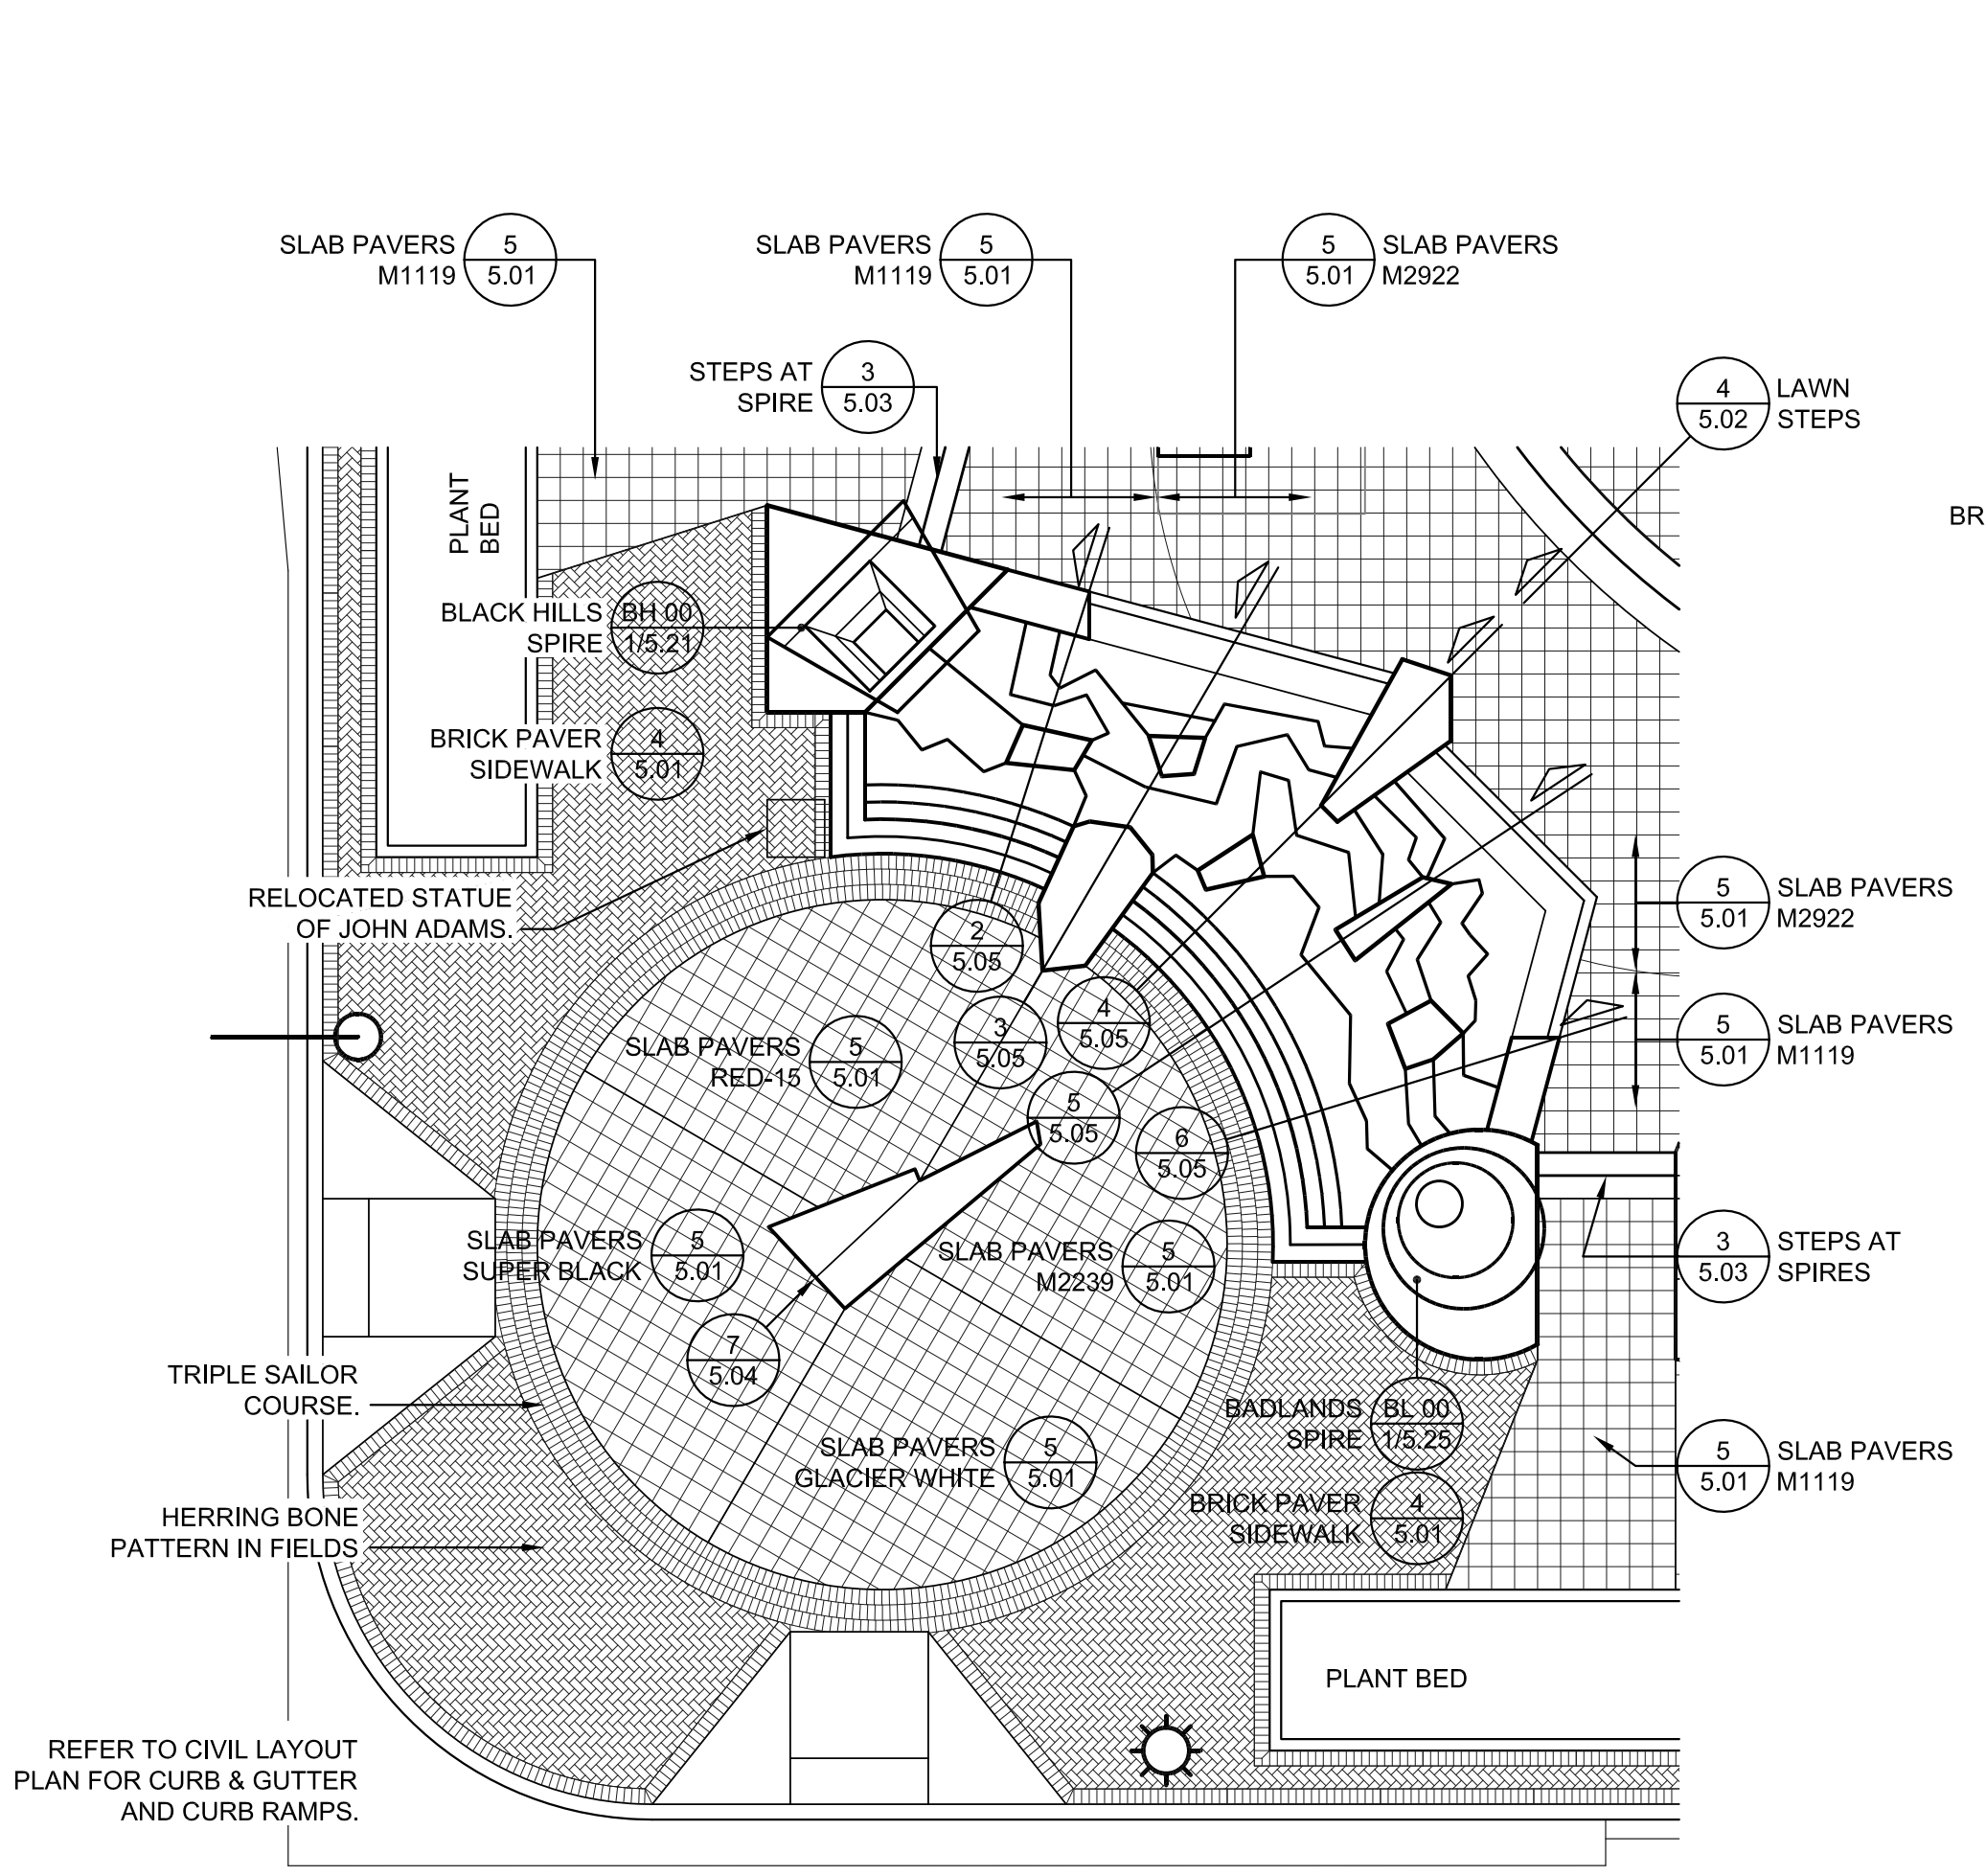 SLAB PAVERS
M1119
5
5.01
SLAB PAVERS
M1119
5
5.01
5
5.01
SLAB PAVERS
M2922
STEPS AT
SPIRE
3
5.03
4
5.02
LAWN
STEPS
PLANT
BED
BR
BLACK HILLS
SPIRE
BH 00
1/5.21
BRICK PAVER
SIDEWALK
4
5.01
RELOCATED STATUE
OF JOHN ADAMS.
5
5.01
SLAB PAVERS
M2922
2
5.05
3
5.05
4
5.05
5
5.01
SLAB PAVERS
M1119
SLAB PAVERS
RED-15
5
5.01
5
5.05
6
5.05
SLAB PAVERS
SUPER BLACK
5
5.01
SLAB PAVERS
M2239
5
5.01
3
5.03
STEPS AT
SPIRES
7
5.04
TRIPLE SAILOR
COURSE.
BADLANDS
SPIRE
BL 00
1/5.25
SLAB PAVERS
GLACIER WHITE
5
5.01
5
5.01
SLAB PAVERS
M1119
HERRING BONE
PATTERN IN FIELDS
BRICK PAVER
SIDEWALK
4
5.01
PLANT BED
REFER TO CIVIL LAYOUT
PLAN FOR CURB & GUTTER
AND CURB RAMPS.